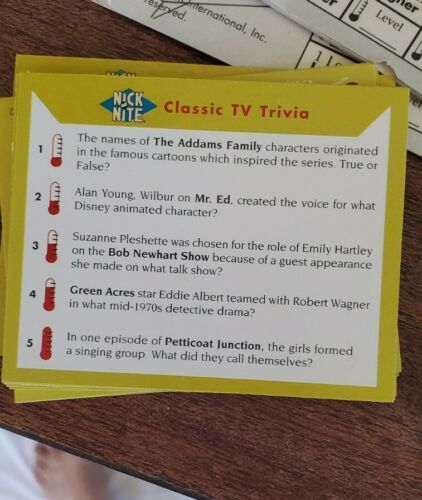 reserved.
International, Inc.
Level
NICK
NITE
Classic TV Trivia
1
The names of The Addams Family characters originated
in the famous cartoons which inspired the series. True or
False?
2
Alan Young, Wilbur on Mr. Ed, created the voice for what
Disney animated character?
3
Suzanne Pleshette was chosen for the role of Emily Hartley
on the Bob Newhart Show because of a guest appearance
she made on what talk show?
4
Green Acres star Eddie Albert teamed with Robert Wagner
in what mid-1970s detective drama?
5
In one episode of Petticoat Junction, the girls formed
a singing group. What did they call themselves?